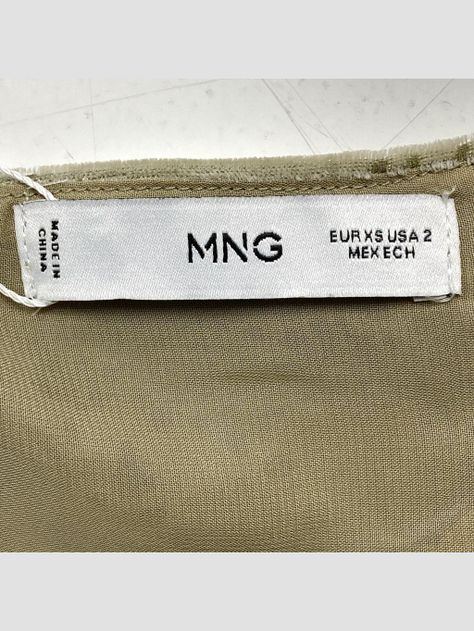 MADE IN
CHINA
MNG
EUR XS USA 2
MEX ECH